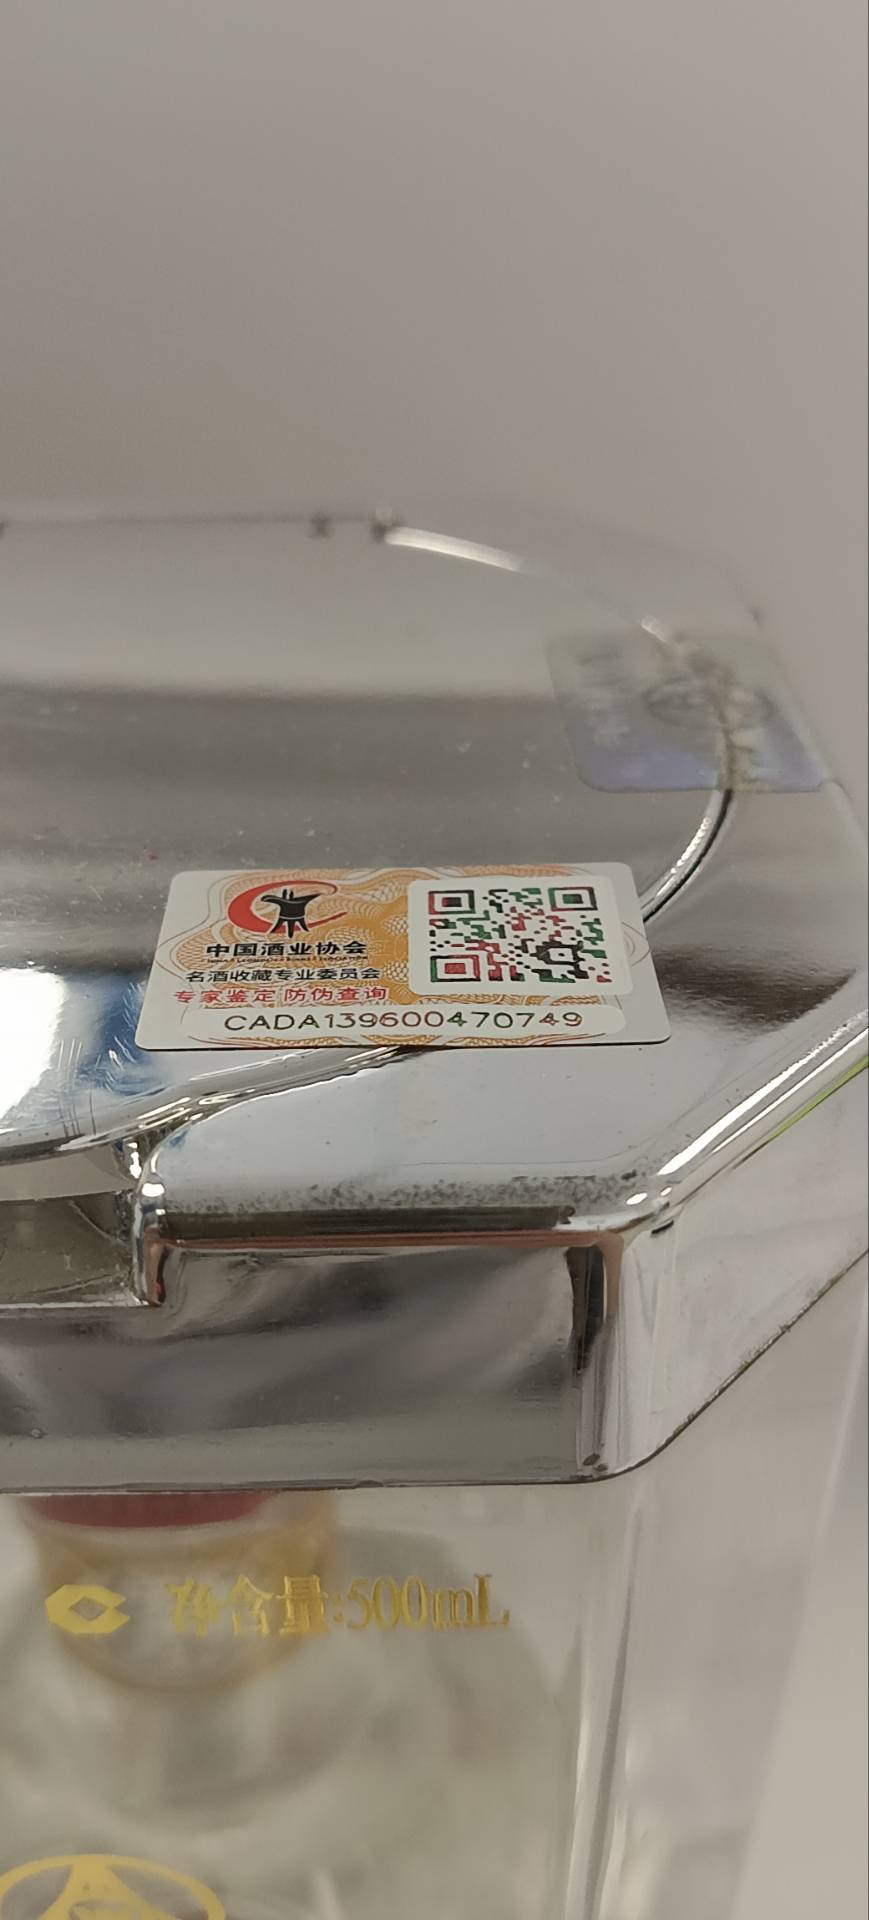 中国酒业协会
名酒收藏专业委员会
专家鉴定 防伪查询
CADA139600470749
净含量:500mL